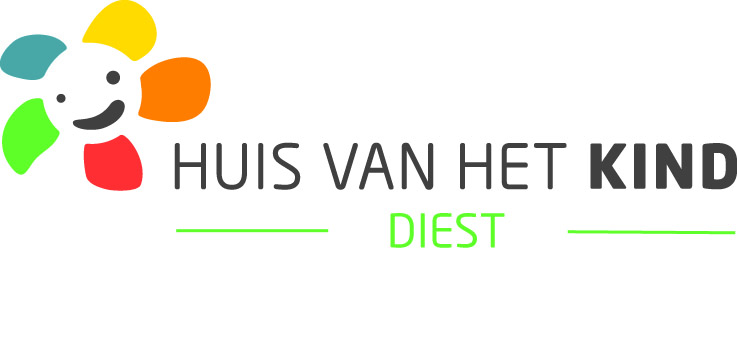 HUIS VAN HET KIND
DIEST